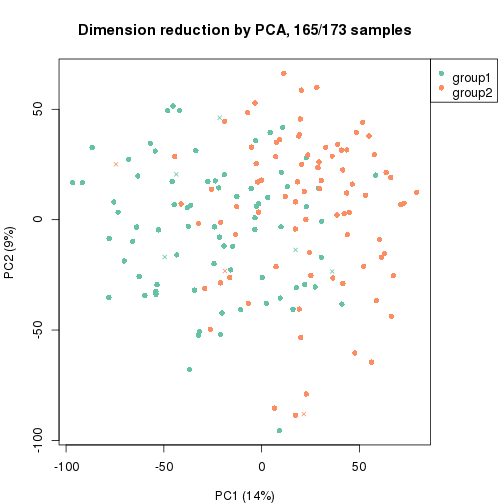 Dimension reduction by PCA, 165/173 samples
group1
group2
PC2 (9%)
50
0
-50
-100
-100
-50
0
50
PC1 (14%)